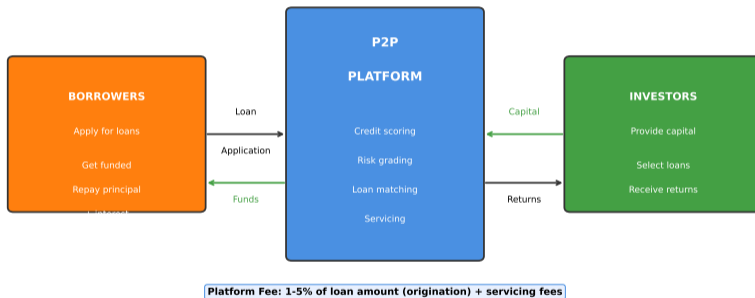 BORROWERS
Apply for loans
Get funded
Repay principal
Loan
Application
Funds
P2P
PLATFORM
Credit scoring
Risk grading
Loan matching
Servicing
Capital
Returns
INVESTORS
Provide capital
Select loans
Receive returns
Platform Fee: 1-5% of loan amount (origination) + servicing fees